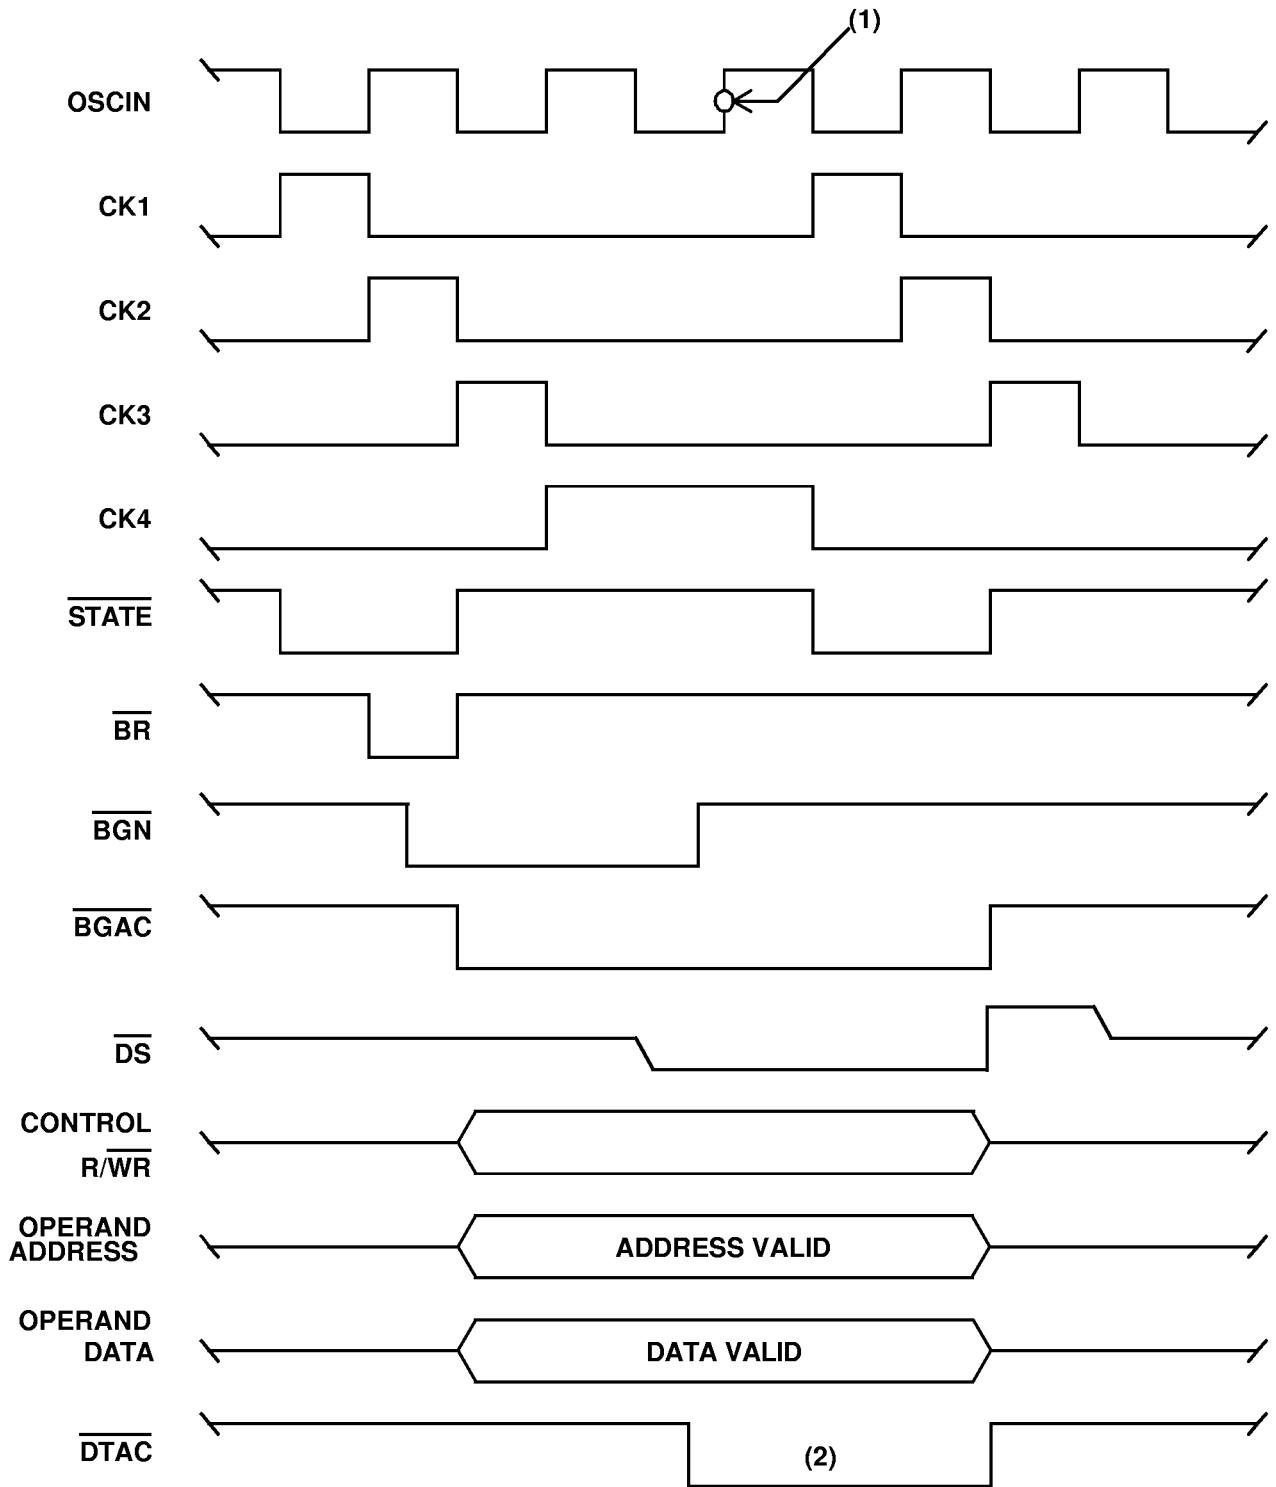 (1)
OSCIN
CK1
CK2
CK3
CK4
STATE
BR
BGN
BGAC
DS
CONTROL
R/WR
OPERAND
ADDRESS
ADDRESS VALID
OPERAND
DATA
DATA VALID
DTAC
(2)